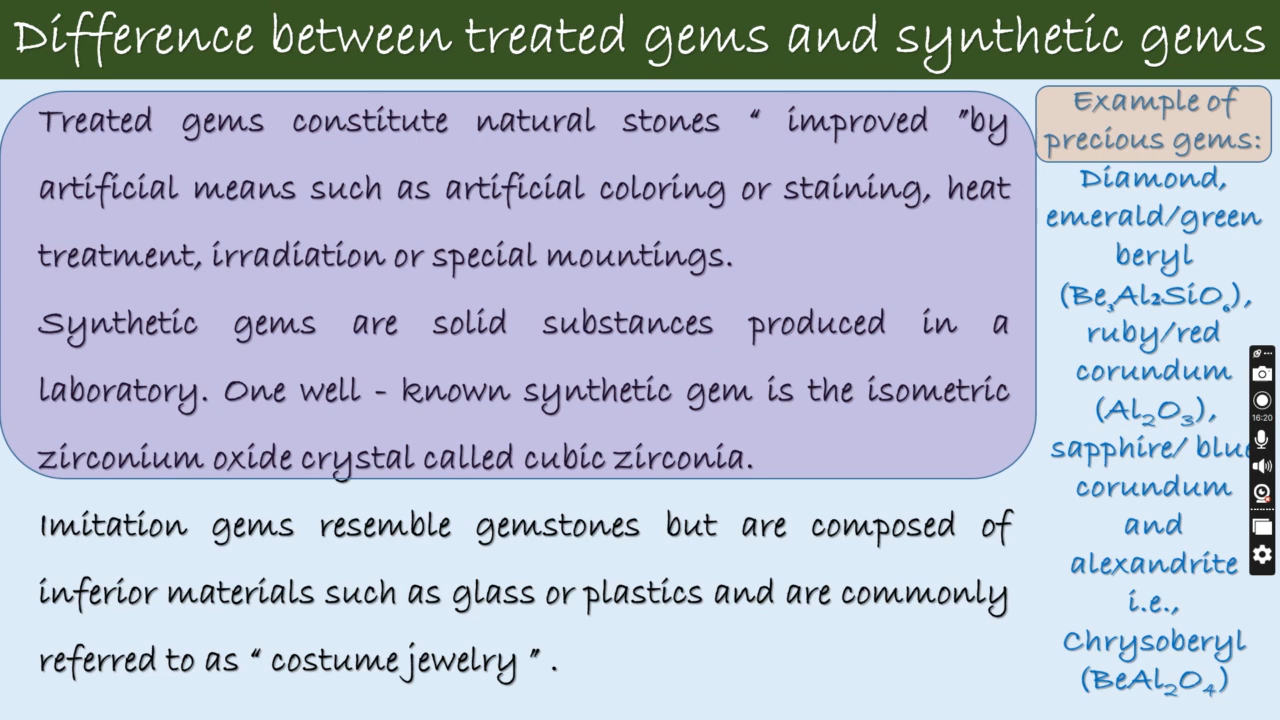 Difference between treated gems and synthetic gems
Treated gems constitute natural stones “ improved ”by
artificial means such as artificial coloring or staining, heat
treatment, irradiation or special mountings.
Synthetic gems are solid substances produced in a
laboratory. One well - known synthetic gem is the isometric
zirconium oxide crystal called cubic zirconia.
Imitation gems resemble gemstones but are composed of
inferior materials such as glass or plastics and are commonly
referred to as “ costume jewelry ” .
Example of
precious gems:
Diamond,
emerald/green
beryl
(Be₃Al₂SiO₆),
ruby/red
corundum
(Al₂O₃),
sapphire/ blue
corundum
and
alexandrite
i.e.,
Chrysoberyl
(BeAl₂O₄)
16:20